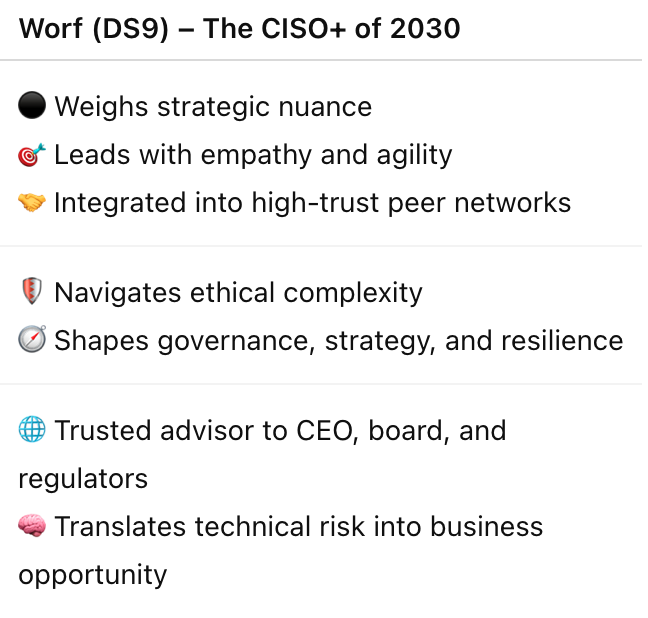 Worf (DS9) – The CISO+ of 2030
⚫ Weighs strategic nuance
🎯 Leads with empathy and agility
🤝 Integrated into high-trust peer networks
🛡️ Navigates ethical complexity
🧭 Shapes governance, strategy, and resilience
🌐 Trusted advisor to CEO, board, and
regulators
🧠 Translates technical risk into business
opportunity